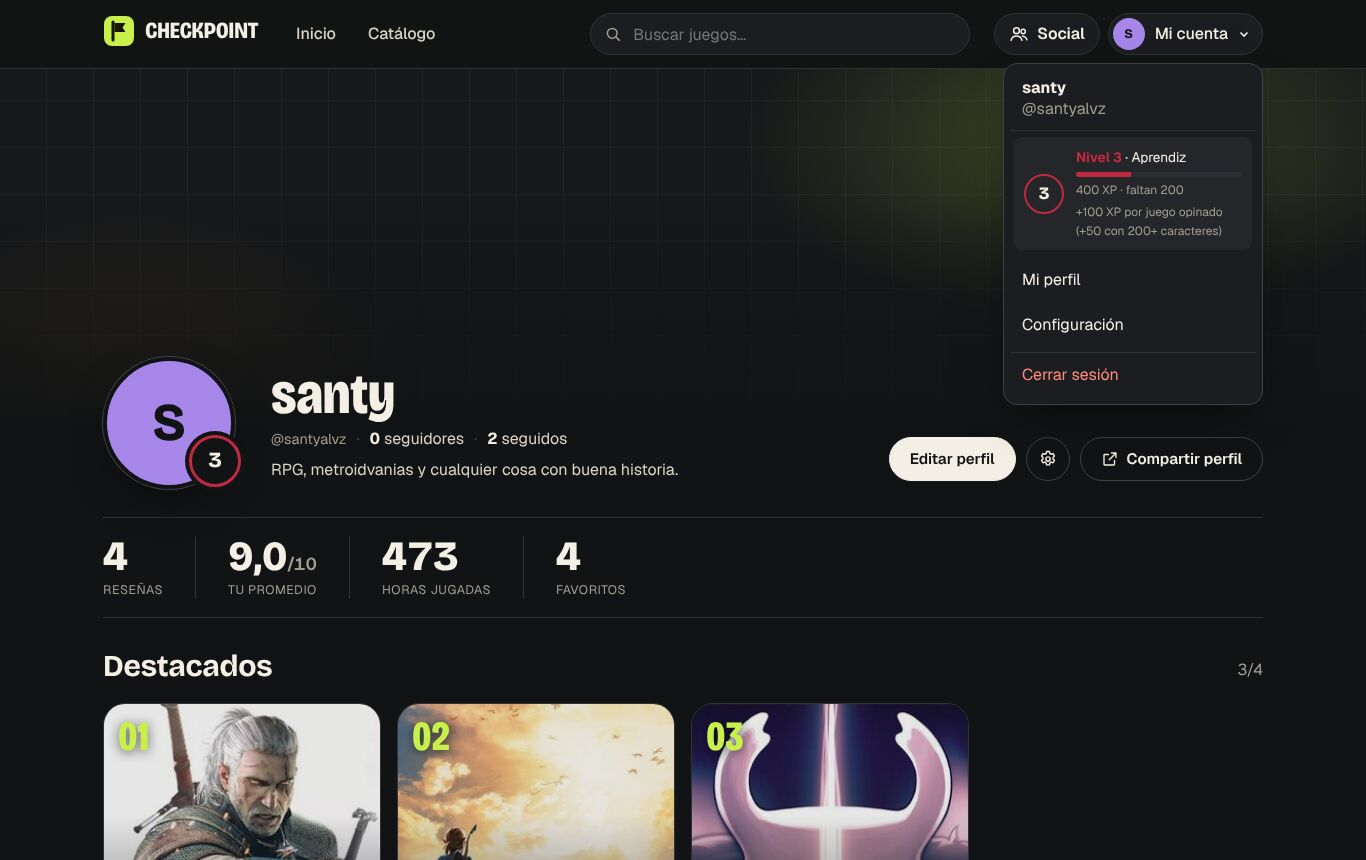 CHECKPOINT
Inicio
Catálogo
Buscar juegos...
Social
S
Mi cuenta
santy
@santyalvz
3
Nivel 3 · Aprendiz
400 XP · faltan 200
+100 XP por juego opinado
(+50 con 200+ caracteres)
Mi perfil
Configuración
Cerrar sesión
S
3
santy
@santyalvz · 0 seguidores · 2 seguidos
RPG, metroidvanias y cualquier cosa con buena historia.
Editar perfil
Compartir perfil
4
RESEÑAS
9,0/10
TU PROMEDIO
473
HORAS JUGADAS
4
FAVORITOS
Destacados
3/4
01
02
03